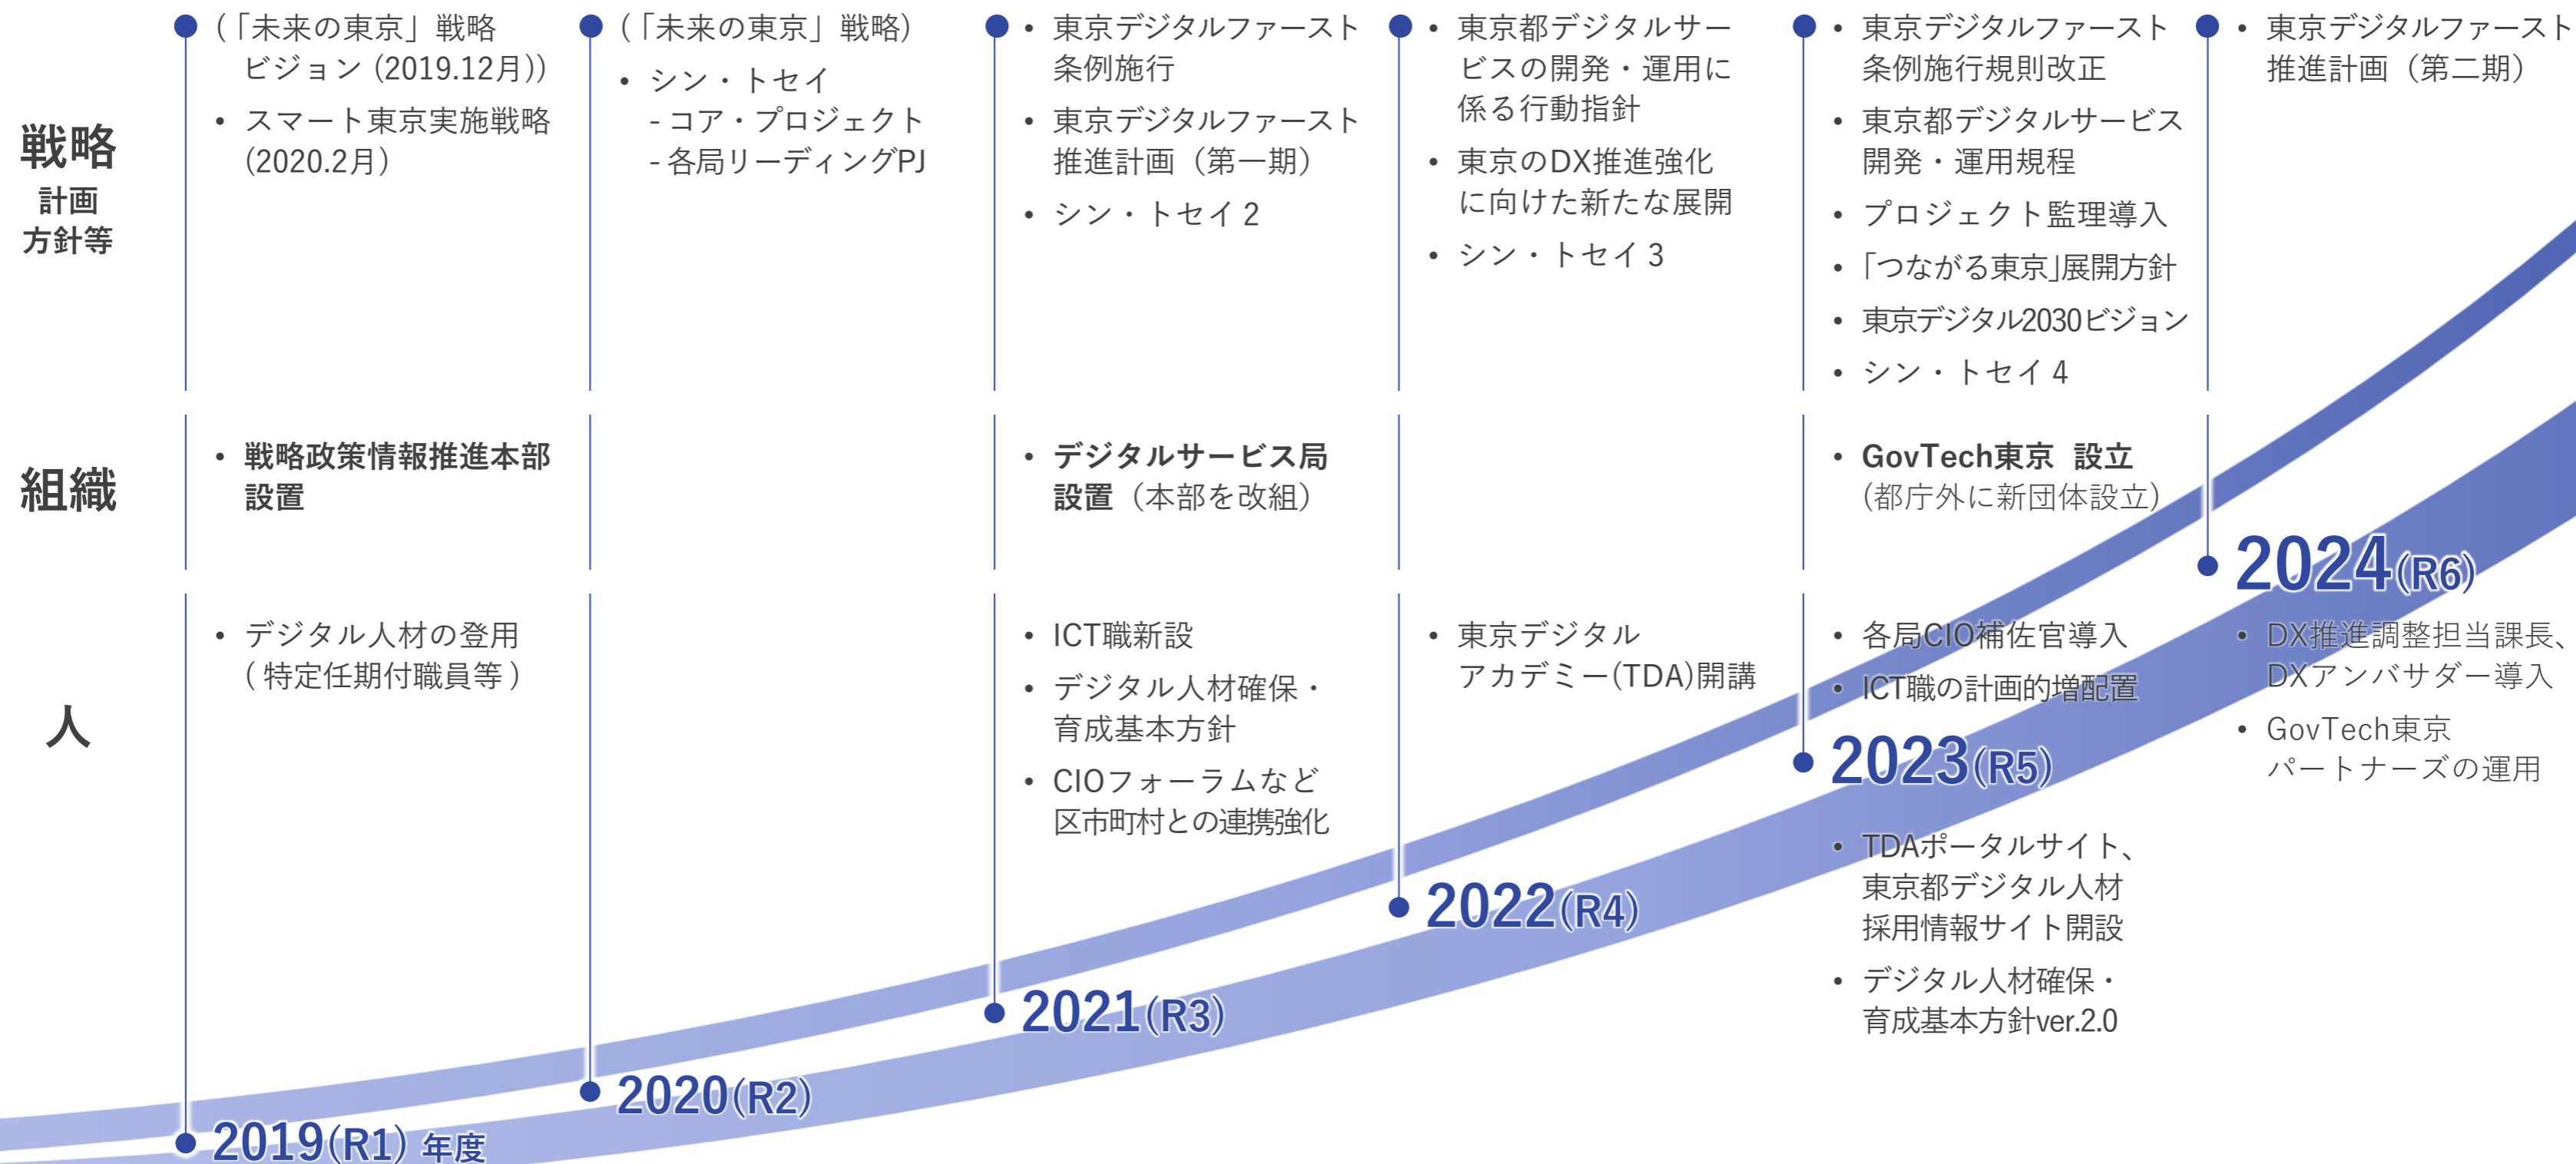 戦略
計画
方針等
(「未来の東京」戦略
ビジョン (2019.12月))
• スマート東京実施戦略
(2020.2月)
(「未来の東京」戦略)
• シン・トセイ
- コア・プロジェクト
- 各局リーディングPJ
• 東京デジタルファースト
条例施行
• 東京デジタルファースト
推進計画（第一期）
• シン・トセイ 2
• 東京都デジタルサー
ビスの開発・運用に
係る行動指針
• 東京のDX推進強化
に向けた新たな展開
• シン・トセイ 3
• 東京デジタルファースト
条例施行規則改正
• 東京都デジタルサービス
開発・運用規程
• プロジェクト監理導入
• 「つながる東京」展開方針
• 東京デジタル2030ビジョン
• シン・トセイ 4
• 東京デジタルファースト
推進計画（第二期）
組織
• 戦略政策情報推進本部
設置
• デジタルサービス局
設置（本部を改組）
• GovTech東京 設立
(都庁外に新団体設立)
人
• デジタル人材の登用
( 特定任期付職員等 )
• ICT職新設
• デジタル人材確保・
育成基本方針
• CIOフォーラムなど
区市町村との連携強化
• 東京デジタル
アカデミー(TDA)開講
• 各局CIO補佐官導入
• ICT職の計画的増配置
2023(R5)
• TDAポータルサイト、
東京都デジタル人材
採用情報サイト開設
• デジタル人材確保・
育成基本方針ver.2.0
2024(R6)
• DX推進調整担当課長、
DXアンバサダー導入
• GovTech東京
パートナーズの運用
2022(R4)
2021(R3)
2020(R2)
2019(R1) 年度